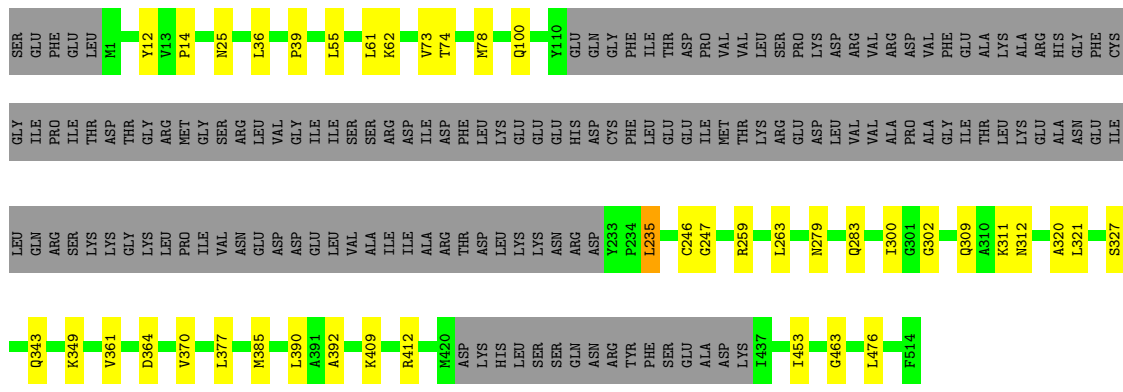 SER GLU PHE GLU LEU M1 Y12 V13 P14 N25 L36 P39 L55 L61 K62 V73 T74 M78 Q100 Y110 GLU GLN GLY PHE ILE THR ASP PRO VAL VAL LEU SER PRO LYS ASP ARG VAL ARG ASP VAL PHE GLU ALA LYS ALA ARG HIS GLY PHE CYS
GLY ILE PRO ILE THR ASP THR GLY ARG MET GLY SER ARG LEU VAL GLY ILE ILE SER SER ARG ASP ILE ASP PHE LEU LYS GLU GLU GLU HIS ASP CYS PHE LEU GLU GLU ILE MET THR LYS ARG GLU ASP LEU VAL VAL ALA PRO ALA GLY ILE THR LEU LYS GLU ALA ASN GLU ILE
LEU GLN ARG SER LYS LYS GLY LYS LEU PRO ILE VAL ASN GLU ASP ASP GLU LEU VAL ALA ILE ILE ALA ARG THR ASP LEU LYS LYS ASN ARG ASP Y233 P234 L235 C246 G247 R259 L263 N279 Q283 I300 G301 G302 Q309 A310 K311 N312 A320 L321 S327
Q343 K349 V361 D364 V370 L377 M385 L390 A391 A392 K409 R412 M420 ASP LYS HIS LEU SER SER GLN ASN ARG TYR PHE SER GLU ALA ASP LYS I437 I453 G463 L476 F514